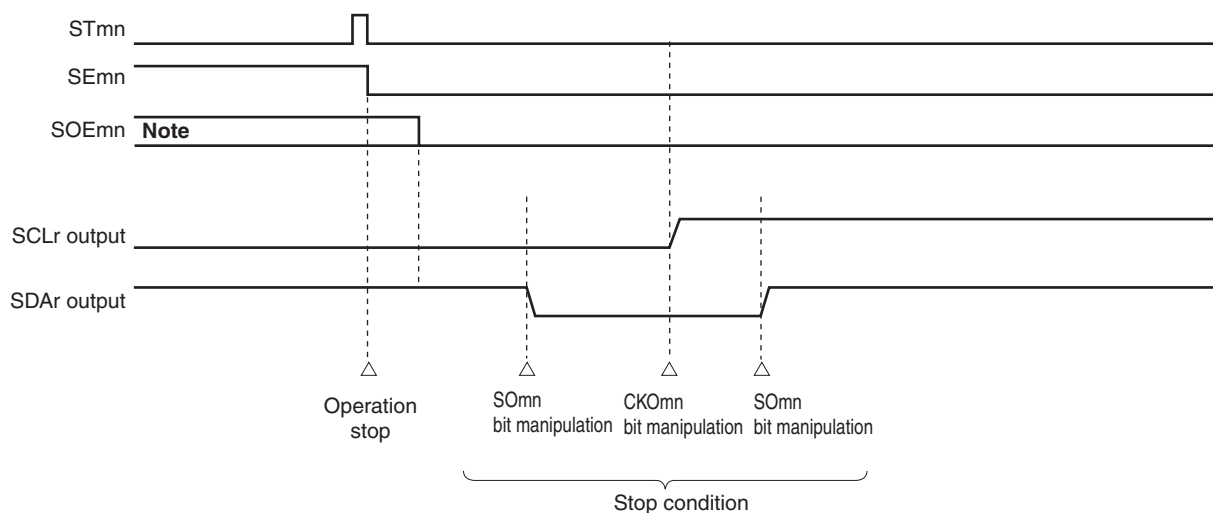 STmn
SEmn
SOEmn Note
SCLr output
SDAr output
Operation
stop
SOmn
bit manipulation
CKOmn
bit manipulation
SOmn
bit manipulation
Stop condition